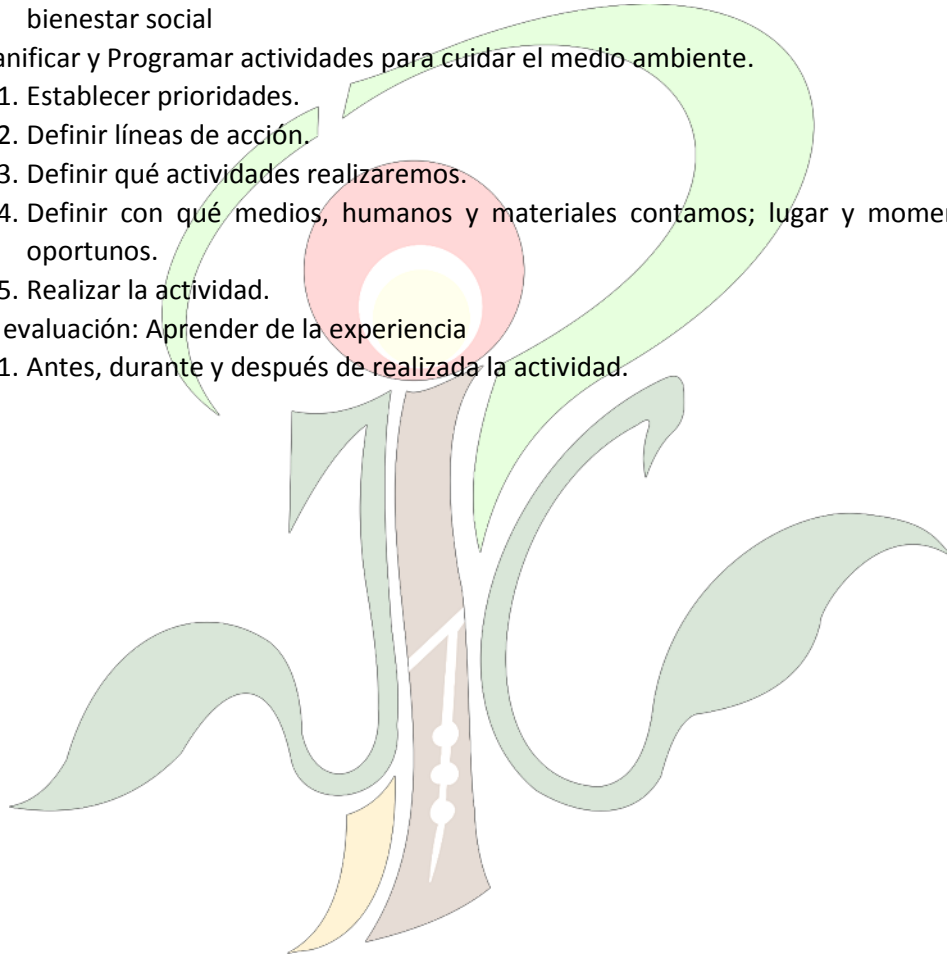 bienestar social
anificar y Programar actividades para cuidar el medio ambiente.
1. Establecer prioridades.
2. Definir líneas de acción.
3. Definir qué actividades realizaremos.
4. Definir con qué medios, humanos y materiales contamos; lugar y momen
oportunos.
5. Realizar la actividad.
evaluación: Aprender de la experiencia
1. Antes, durante y después de realizada la actividad.